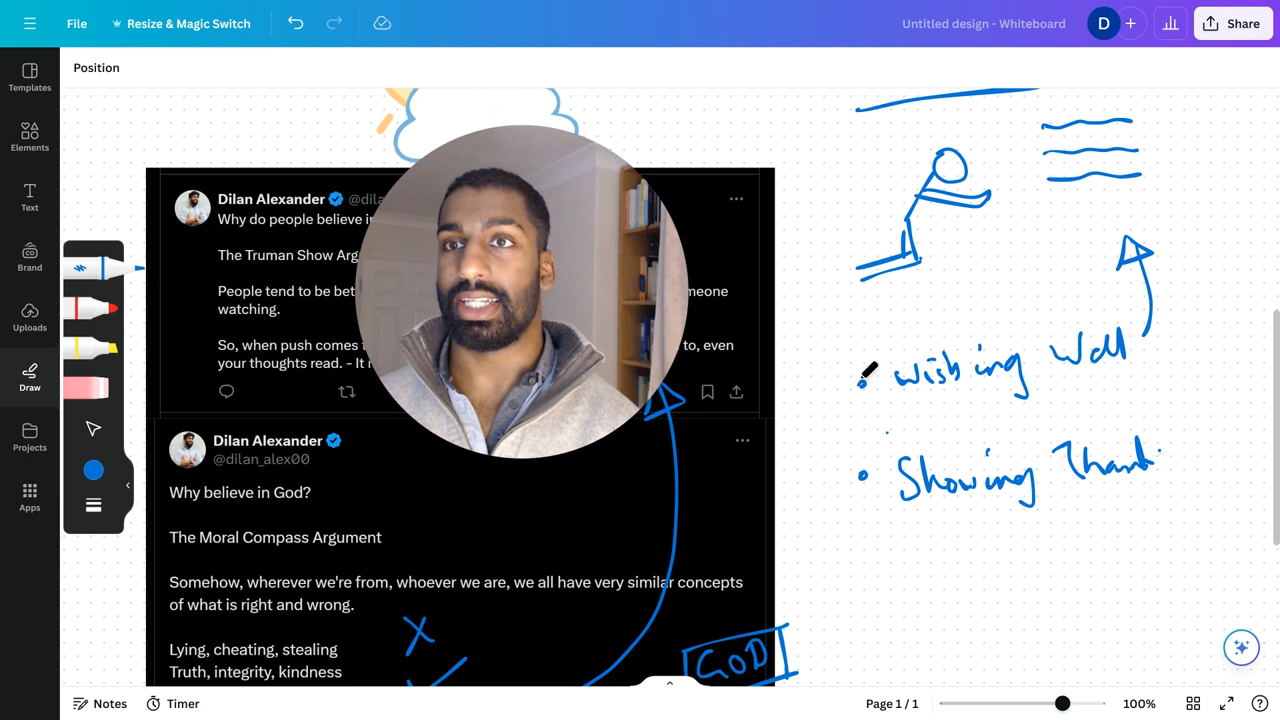 File
Resize & Magic Switch
Untitled design - Whiteboard
D
Share
Position
Templates
Elements
Text
Brand
Uploads
Draw
Projects
Apps
Dilan Alexander @dila
Why do people believe i
The Truman Show Arg
People tend to be bet meone
watching.
So, when push comes to, even
your thoughts read. - It
Dilan Alexander
@dilan_alex00
Why believe in God?
The Moral Compass Argument
Somehow, wherever we're from, whoever we are, we all have very similar concepts
of what is right and wrong.
Lying, cheating, stealing
Truth, integrity, kindness
X
GOD
• Wishing Well
• Showing Thank
Notes
Timer
Page 1 / 1
100%